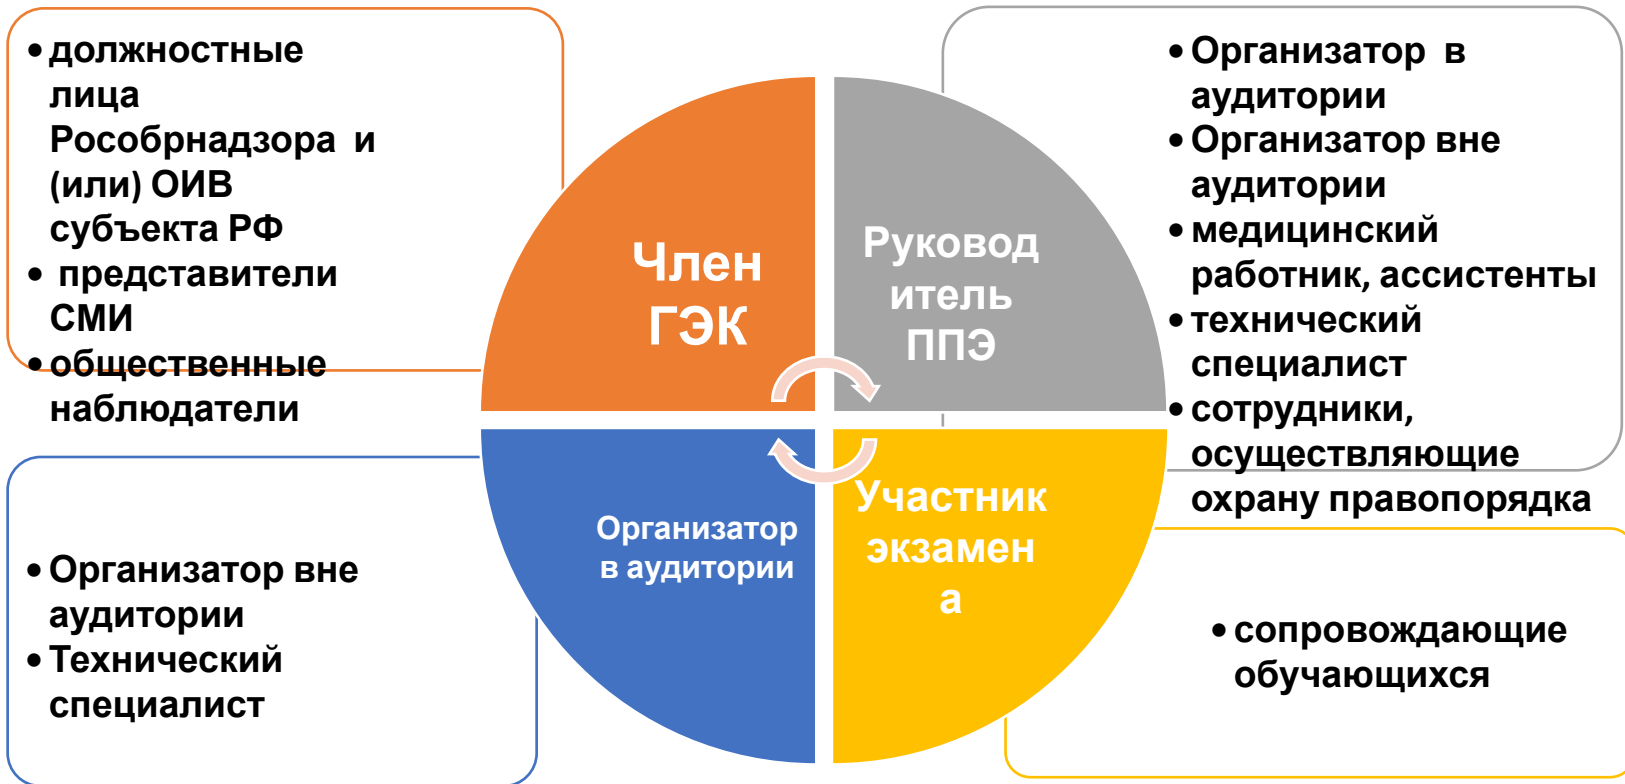 • должностные
лица
Рособрнадзора и
(или) ОИВ
субъекта РФ
• представители
СМИ
• общественные
наблюдатели
Член
ГЭК
Руковод
итель
ППЭ
• Организатор в
аудитории
• Организатор вне
аудитории
• медицинский
работник, ассистенты
• технический
специалист
• сотрудники,
осуществляющие
охрану правопорядка
• Организатор вне
аудитории
• Технический
специалист
Организатор
в аудитории
Участник
экзамен
а
• сопровождающие
обучающихся